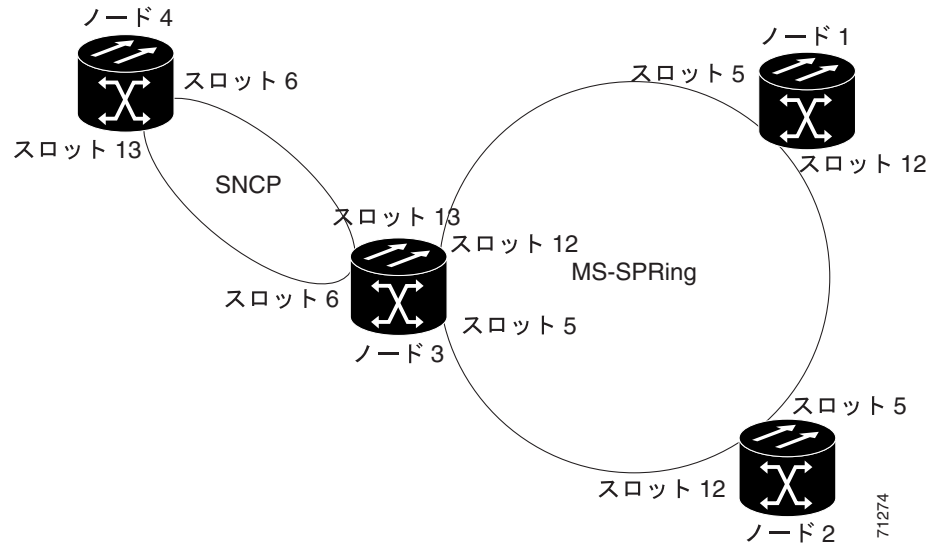 ノード 4
ノード 1
スロット 5
スロット 6
スロット 13
スロット 12
SNCP
スロット 13
スロット 12
MS-SPRing
スロット 6
スロット 5
ノード 3
スロット 5
スロット 12
ノード 2
71274